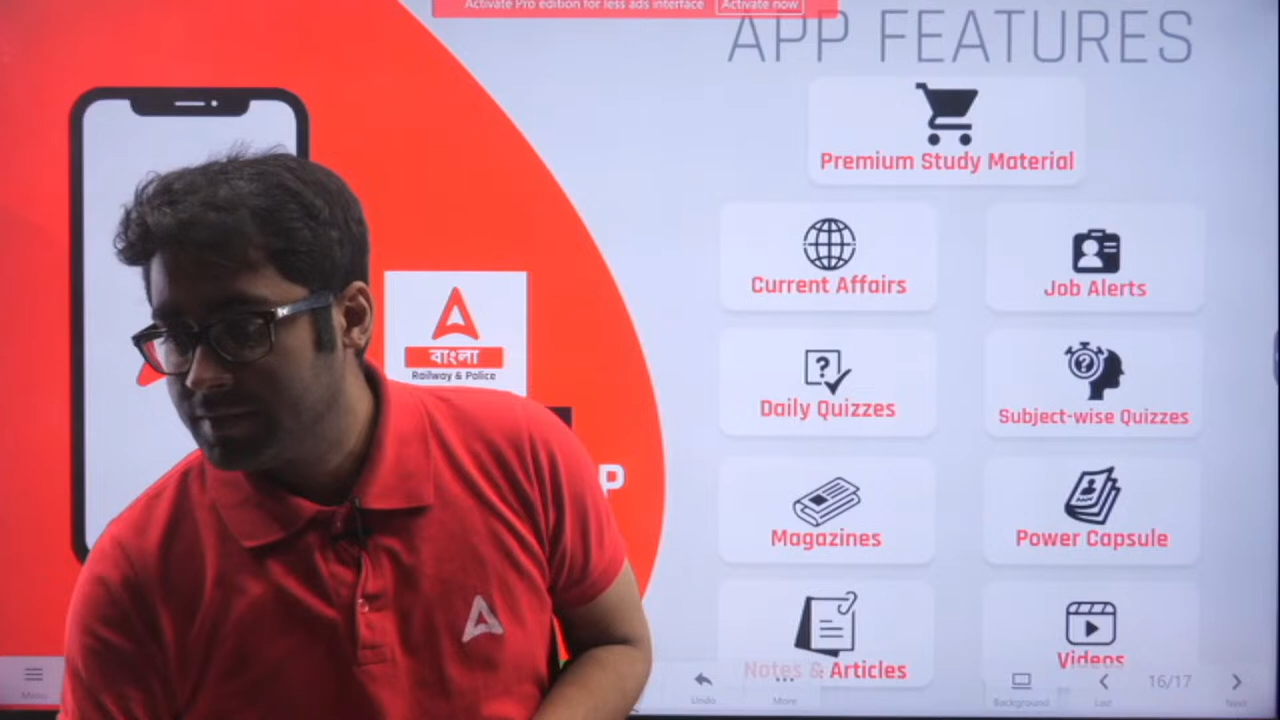 Activate Pro edition for less ads interface
Activate now
APP FEATURES
Premium Study Material
Current Affairs
Job Alerts
Daily Quizzes
Subject-wise Quizzes
Magazines
Power Capsule
Notes & Articles
Videos
বাংলা
Railway & Police
P
Menu
Undo
More
Background
Last
16/17
Next